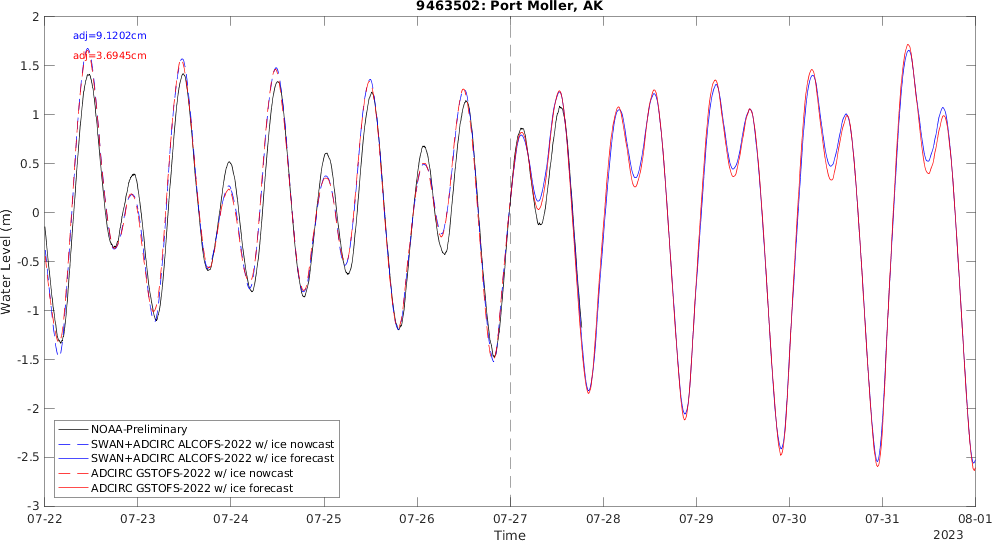 9463502: Port Moller, AK
adj=9.1202cm
adj=3.6945cm
2
1.5
1
0.5
0
-0.5
-1
-1.5
-2
-2.5
-3
Water Level (m)
NOAA-Preliminary
SWAN+ADCIRC ALCOFS-2022 w/ ice nowcast
SWAN+ADCIRC ALCOFS-2022 w/ ice forecast
ADCIRC GSTOFS-2022 w/ ice nowcast
ADCIRC GSTOFS-2022 w/ ice forecast
07-22 07-23 07-24 07-25 07-26 07-27 07-28 07-29 07-30 07-31 08-01
Time
2023